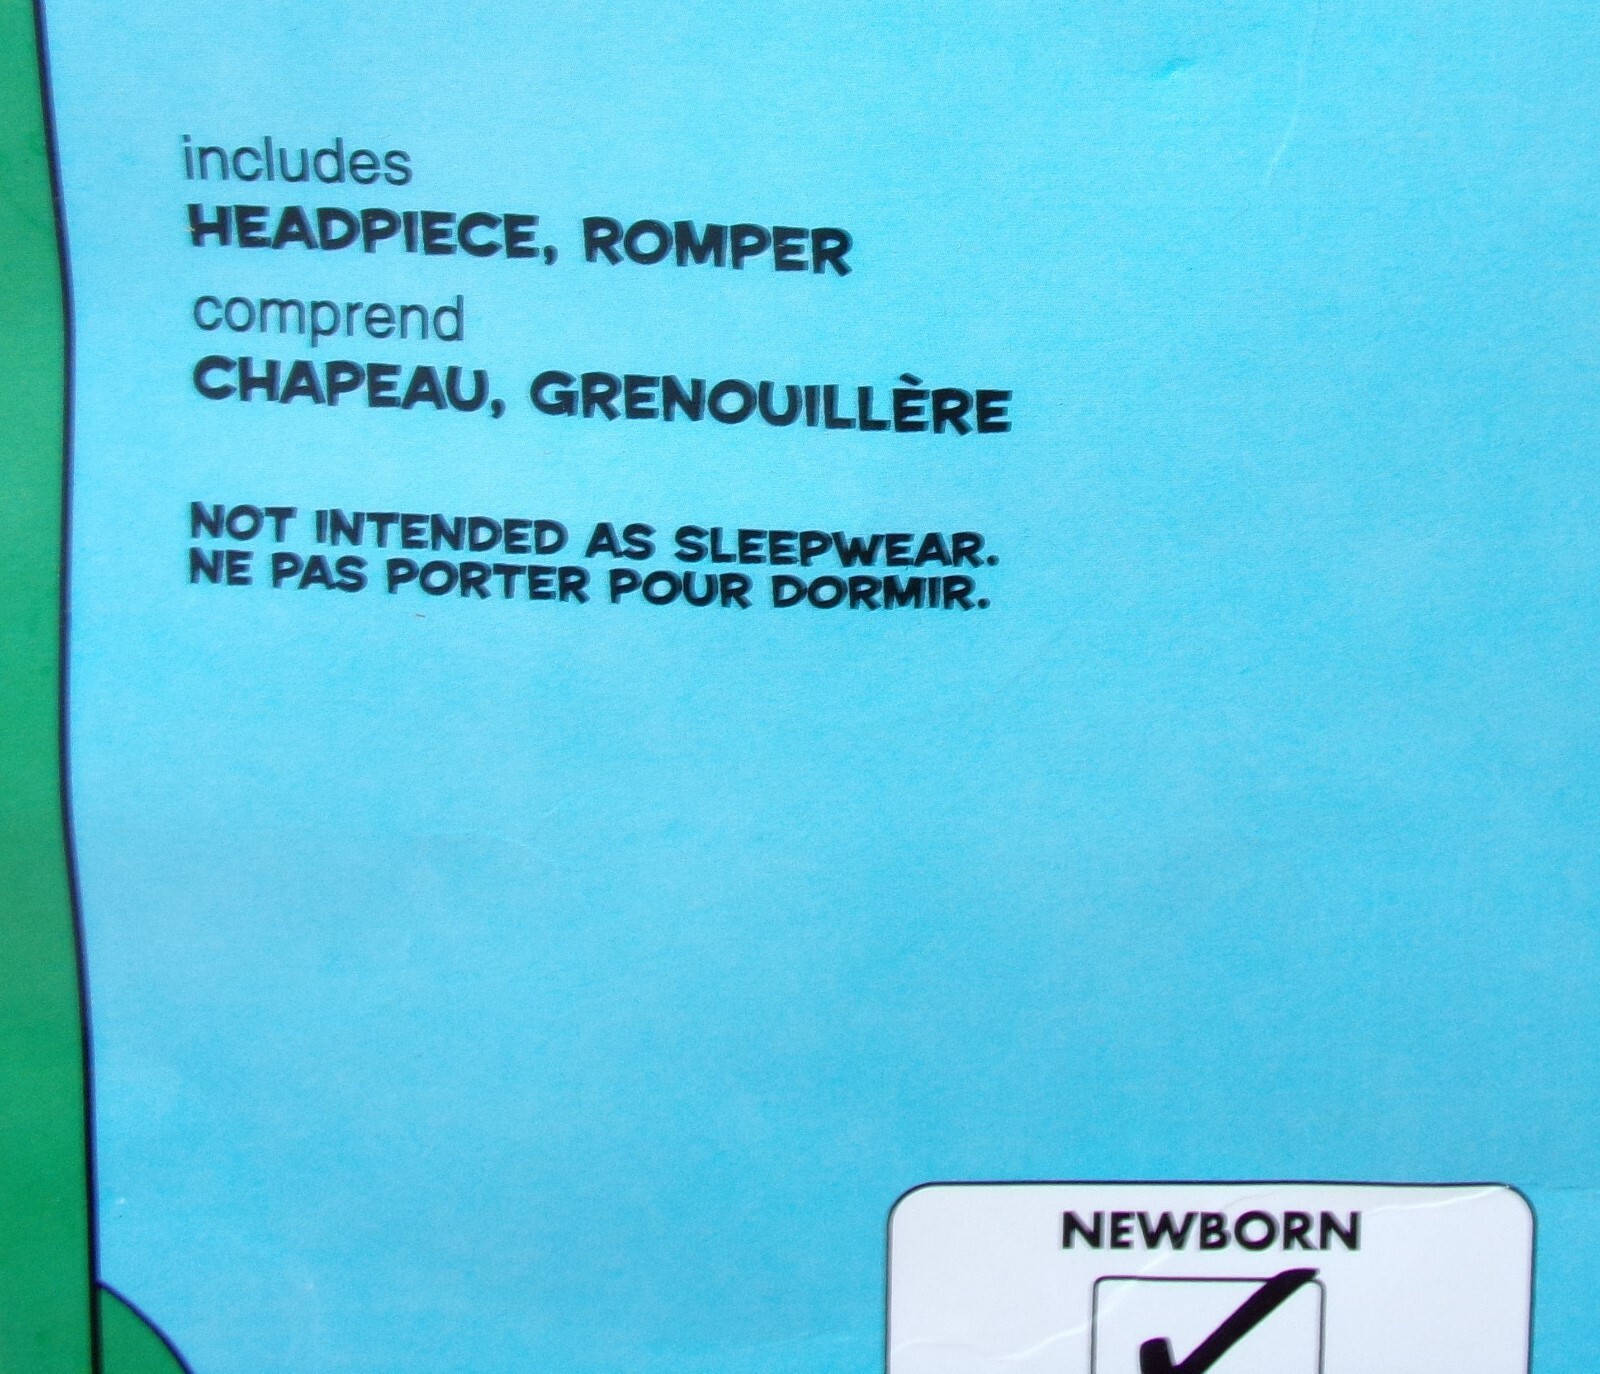 includes
HEADPIECE, ROMPER
comprend
CHAPEAU, GRENOUILLÈRE
NOT INTENDED AS SLEEPWEAR.
NE PAS PORTER POUR DORMIR.
NEWBORN